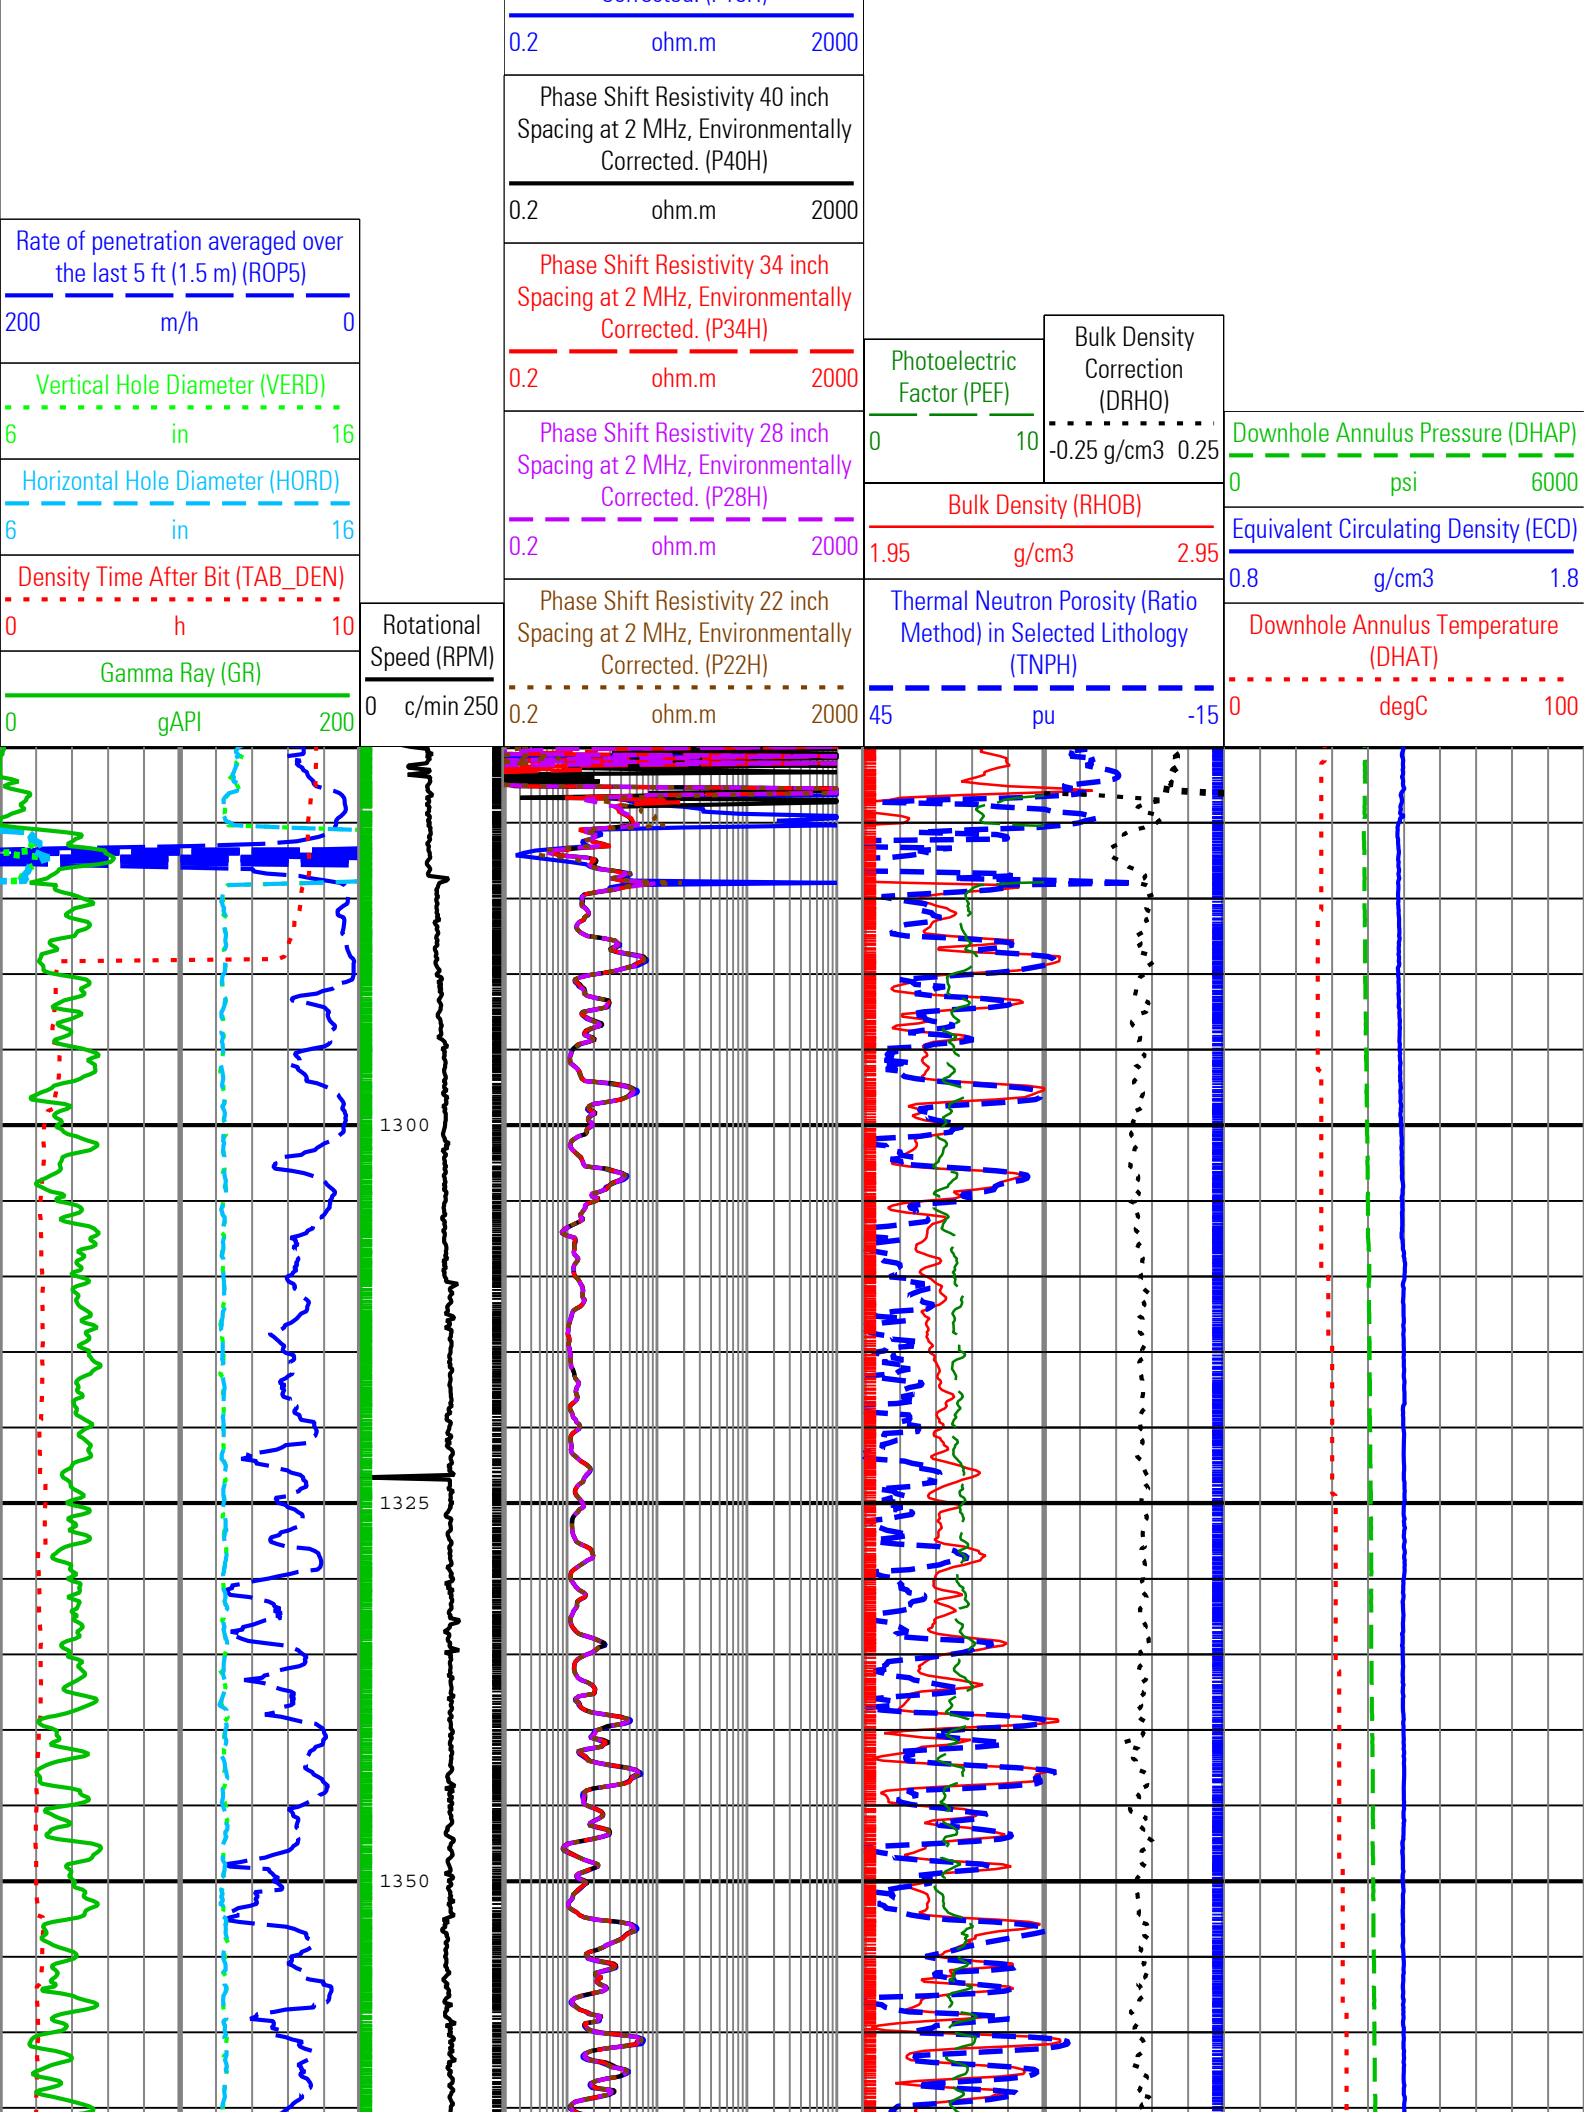 0.2 ohm.m 2000
Phase Shift Resistivity 40 inch
Spacing at 2 MHz, Environmentally
Corrected. (P40H)
0.2 ohm.m 2000
Phase Shift Resistivity 34 inch
Spacing at 2 MHz, Environmentally
Corrected. (P34H)
0.2 ohm.m 2000
Phase Shift Resistivity 28 inch
Spacing at 2 MHz, Environmentally
Corrected. (P28H)
0.2 ohm.m 2000
Phase Shift Resistivity 22 inch
Spacing at 2 MHz, Environmentally
Corrected. (P22H)
0.2 ohm.m 2000
Rate of penetration averaged over
the last 5 ft (1.5 m) (ROP5)
200 m/h 0
Vertical Hole Diameter (VERD)
6 in 16
Horizontal Hole Diameter (HORD)
6 in 16
Density Time After Bit (TAB_DEN)
0 h 10
Gamma Ray (GR)
0 gAPI 200
Rotational
Speed (RPM)
0 c/min 250
Photoelectric
Factor (PEF)
0 10
Bulk Density
Correction
(DRHO)
-0.25 g/cm3 0.25
Bulk Density (RHOB)
1.95 g/cm3 2.95
Thermal Neutron Porosity (Ratio
Method) in Selected Lithology
(TNPH)
45 pu -15
Downhole Annulus Pressure (DHAP)
0 psi 6000
Equivalent Circulating Density (ECD)
0.8 g/cm3 1.8
Downhole Annulus Temperature
(DHAT)
0 degC 100
1300
1325
1350